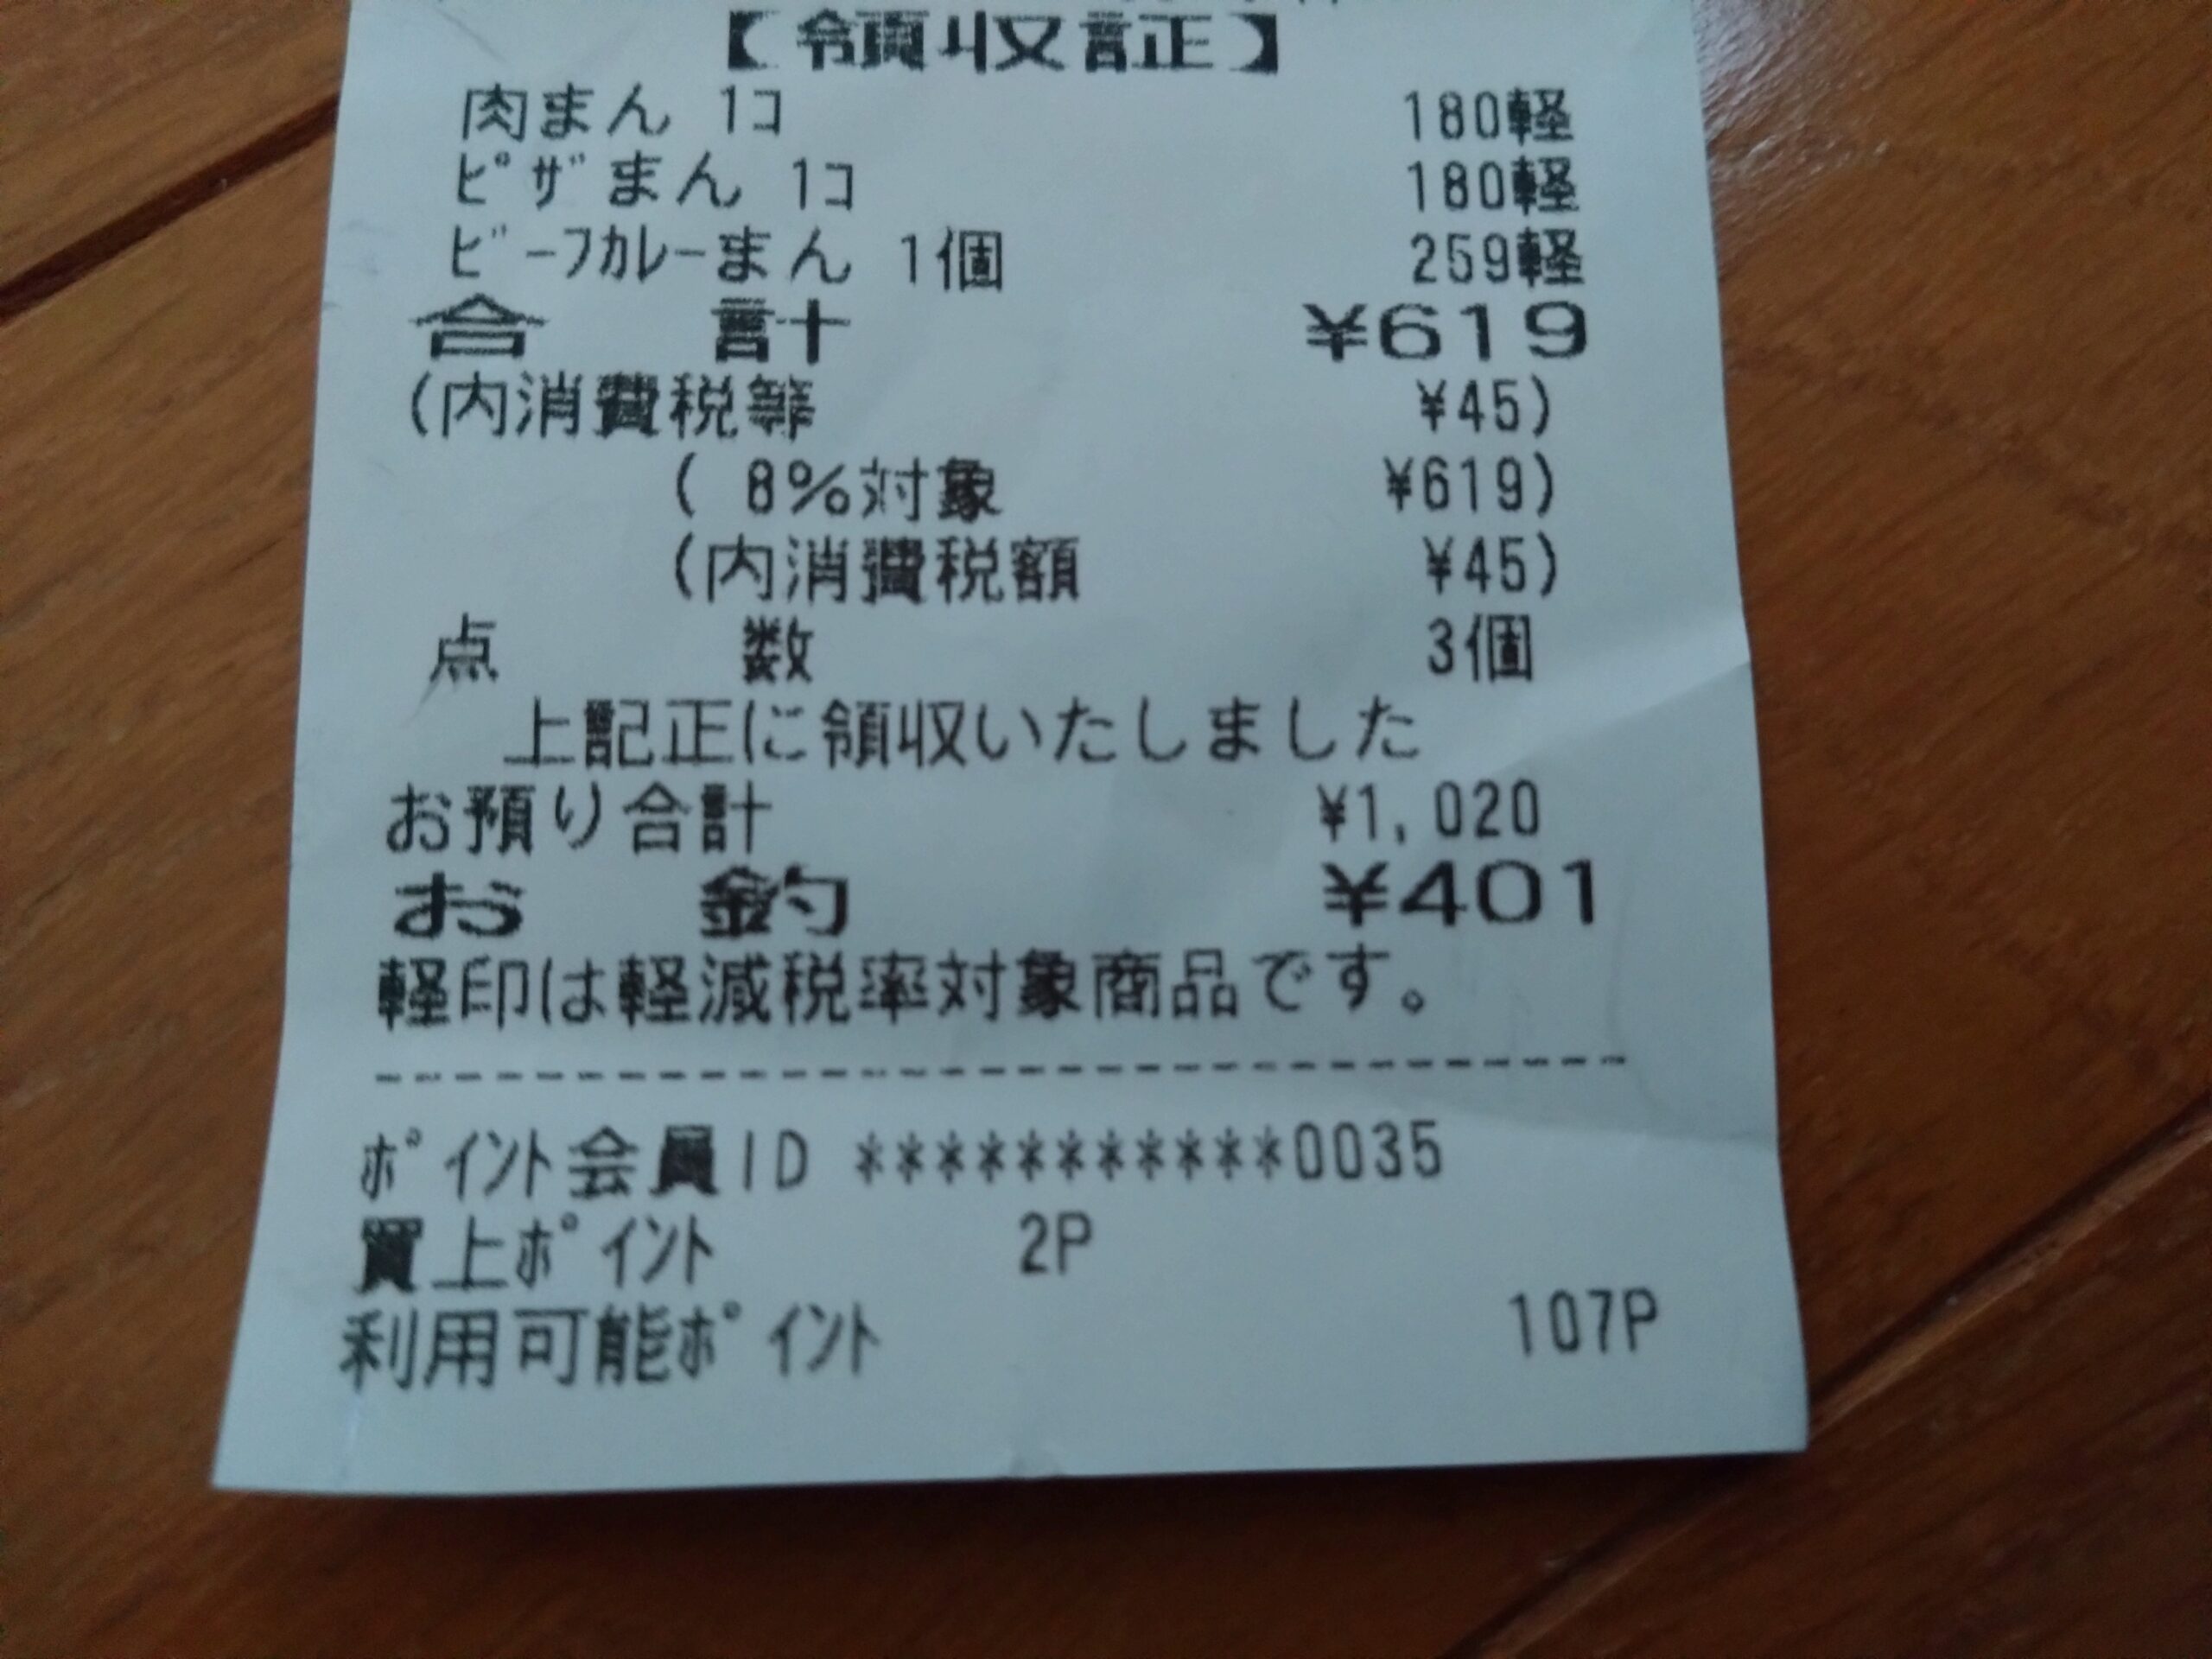 【領収証】
肉まん 1コ 180軽
ﾋﾟｻﾞまん 1コ 180軽
ﾋﾞｰﾌｶﾚｰまん 1個 259軽
合 計 ¥619
(内消費税等 ¥45)
( 8%対象 ¥619)
(内消費税額 ¥45)
点 数 3個
上記正に領収いたしました
お預り合計 ¥1,020
お 釣 ¥401
軽印は軽減税率対象商品です。
ﾎﾟｲﾝﾄ会員ID ***********0035
買上ﾎﾟｲﾝﾄ 2P
利用可能ﾎﾟｲﾝﾄ 107P